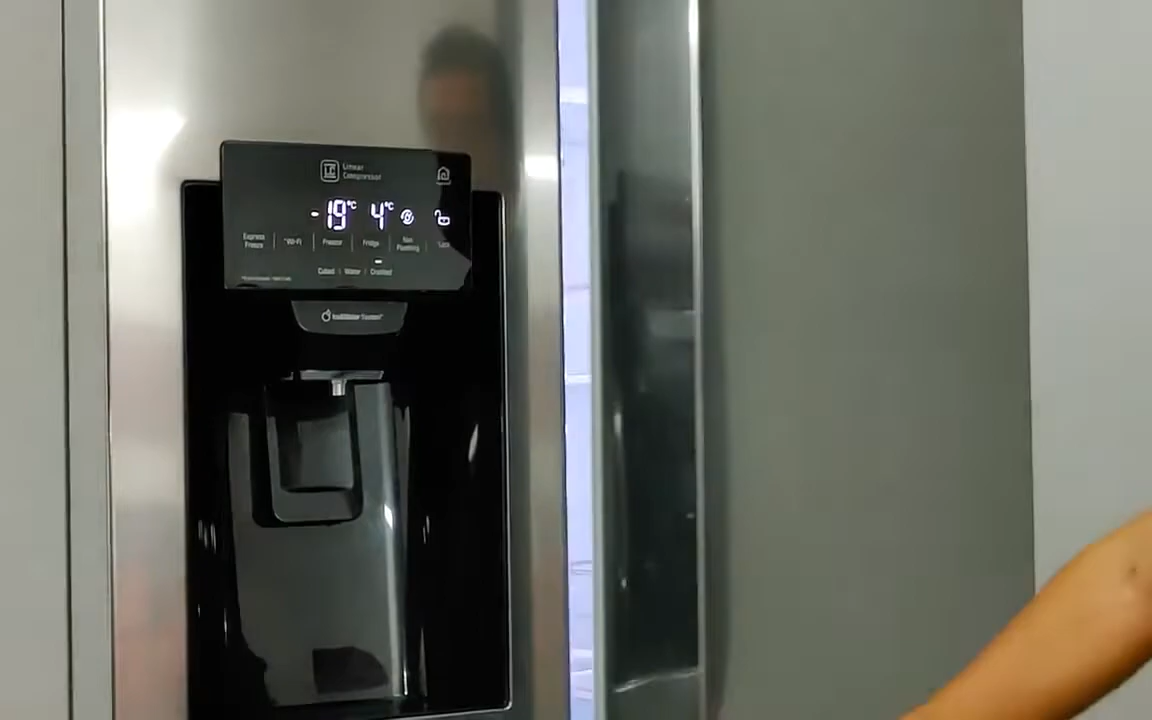 Linear
Compressor
-19°C 4°C
Express
Freeze
Wi-Fi
Freezer
Fridge
Non
Plumbing
Lock
Cubed | Water | Crushed